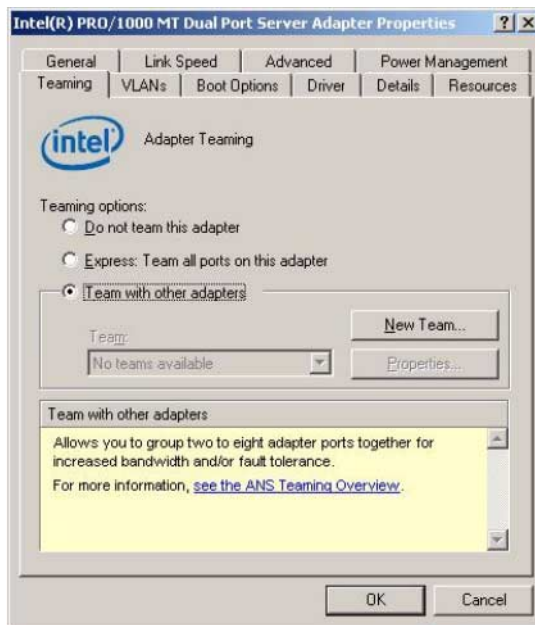 Intel(R) PRO/1000 MT Dual Port Server Adapter Properties
General Link Speed Advanced Power Management
Teaming VLANs Boot Options Driver Details Resources
intel Adapter Teaming
Teaming options:
Do not team this adapter
Express: Team all ports on this adapter
Team with other adapters
New Team...
Team:
No teams available
Properties...
Team with other adapters
Allows you to group two to eight adapter ports together for
increased bandwidth and/or fault tolerance.
For more information, see the ANS Teaming Overview.
OK Cancel